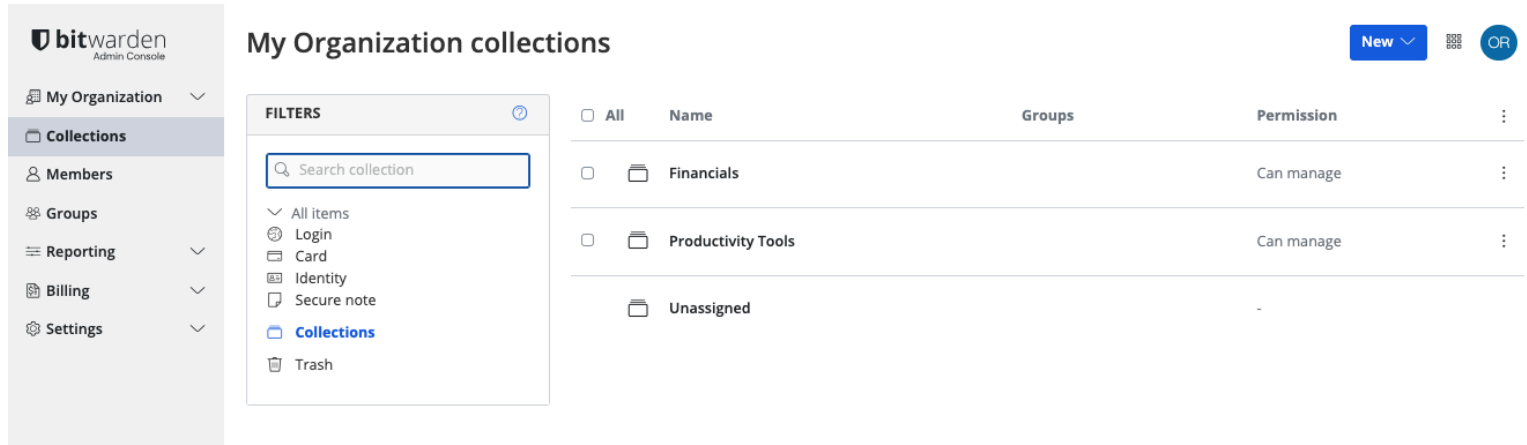 bitwarden
Admin Console
My Organization
Collections
Members
Groups
Reporting
Billing
Settings
My Organization collections
New
OR
FILTERS
Search collection
All items
Login
Card
Identity
Secure note
Collections
Trash
All Name Groups Permission
Financials Can manage
Productivity Tools Can manage
Unassigned -